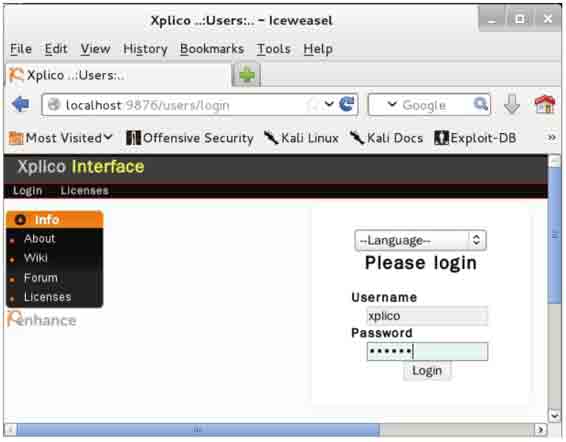 Xplico ..:Users:.. – Iceweasel
File Edit View History Bookmarks Tools Help
Xplico ..:Users:..
localhost:9876/users/login
Google
Most Visited Offensive Security Kali Linux Kali Docs Exploit-DB »
Xplico Interface
Login Licenses
Info
About
Wiki
Forum
Licenses
enhance
--Language--
Please login
Username
xplico
Password
••••••
Login